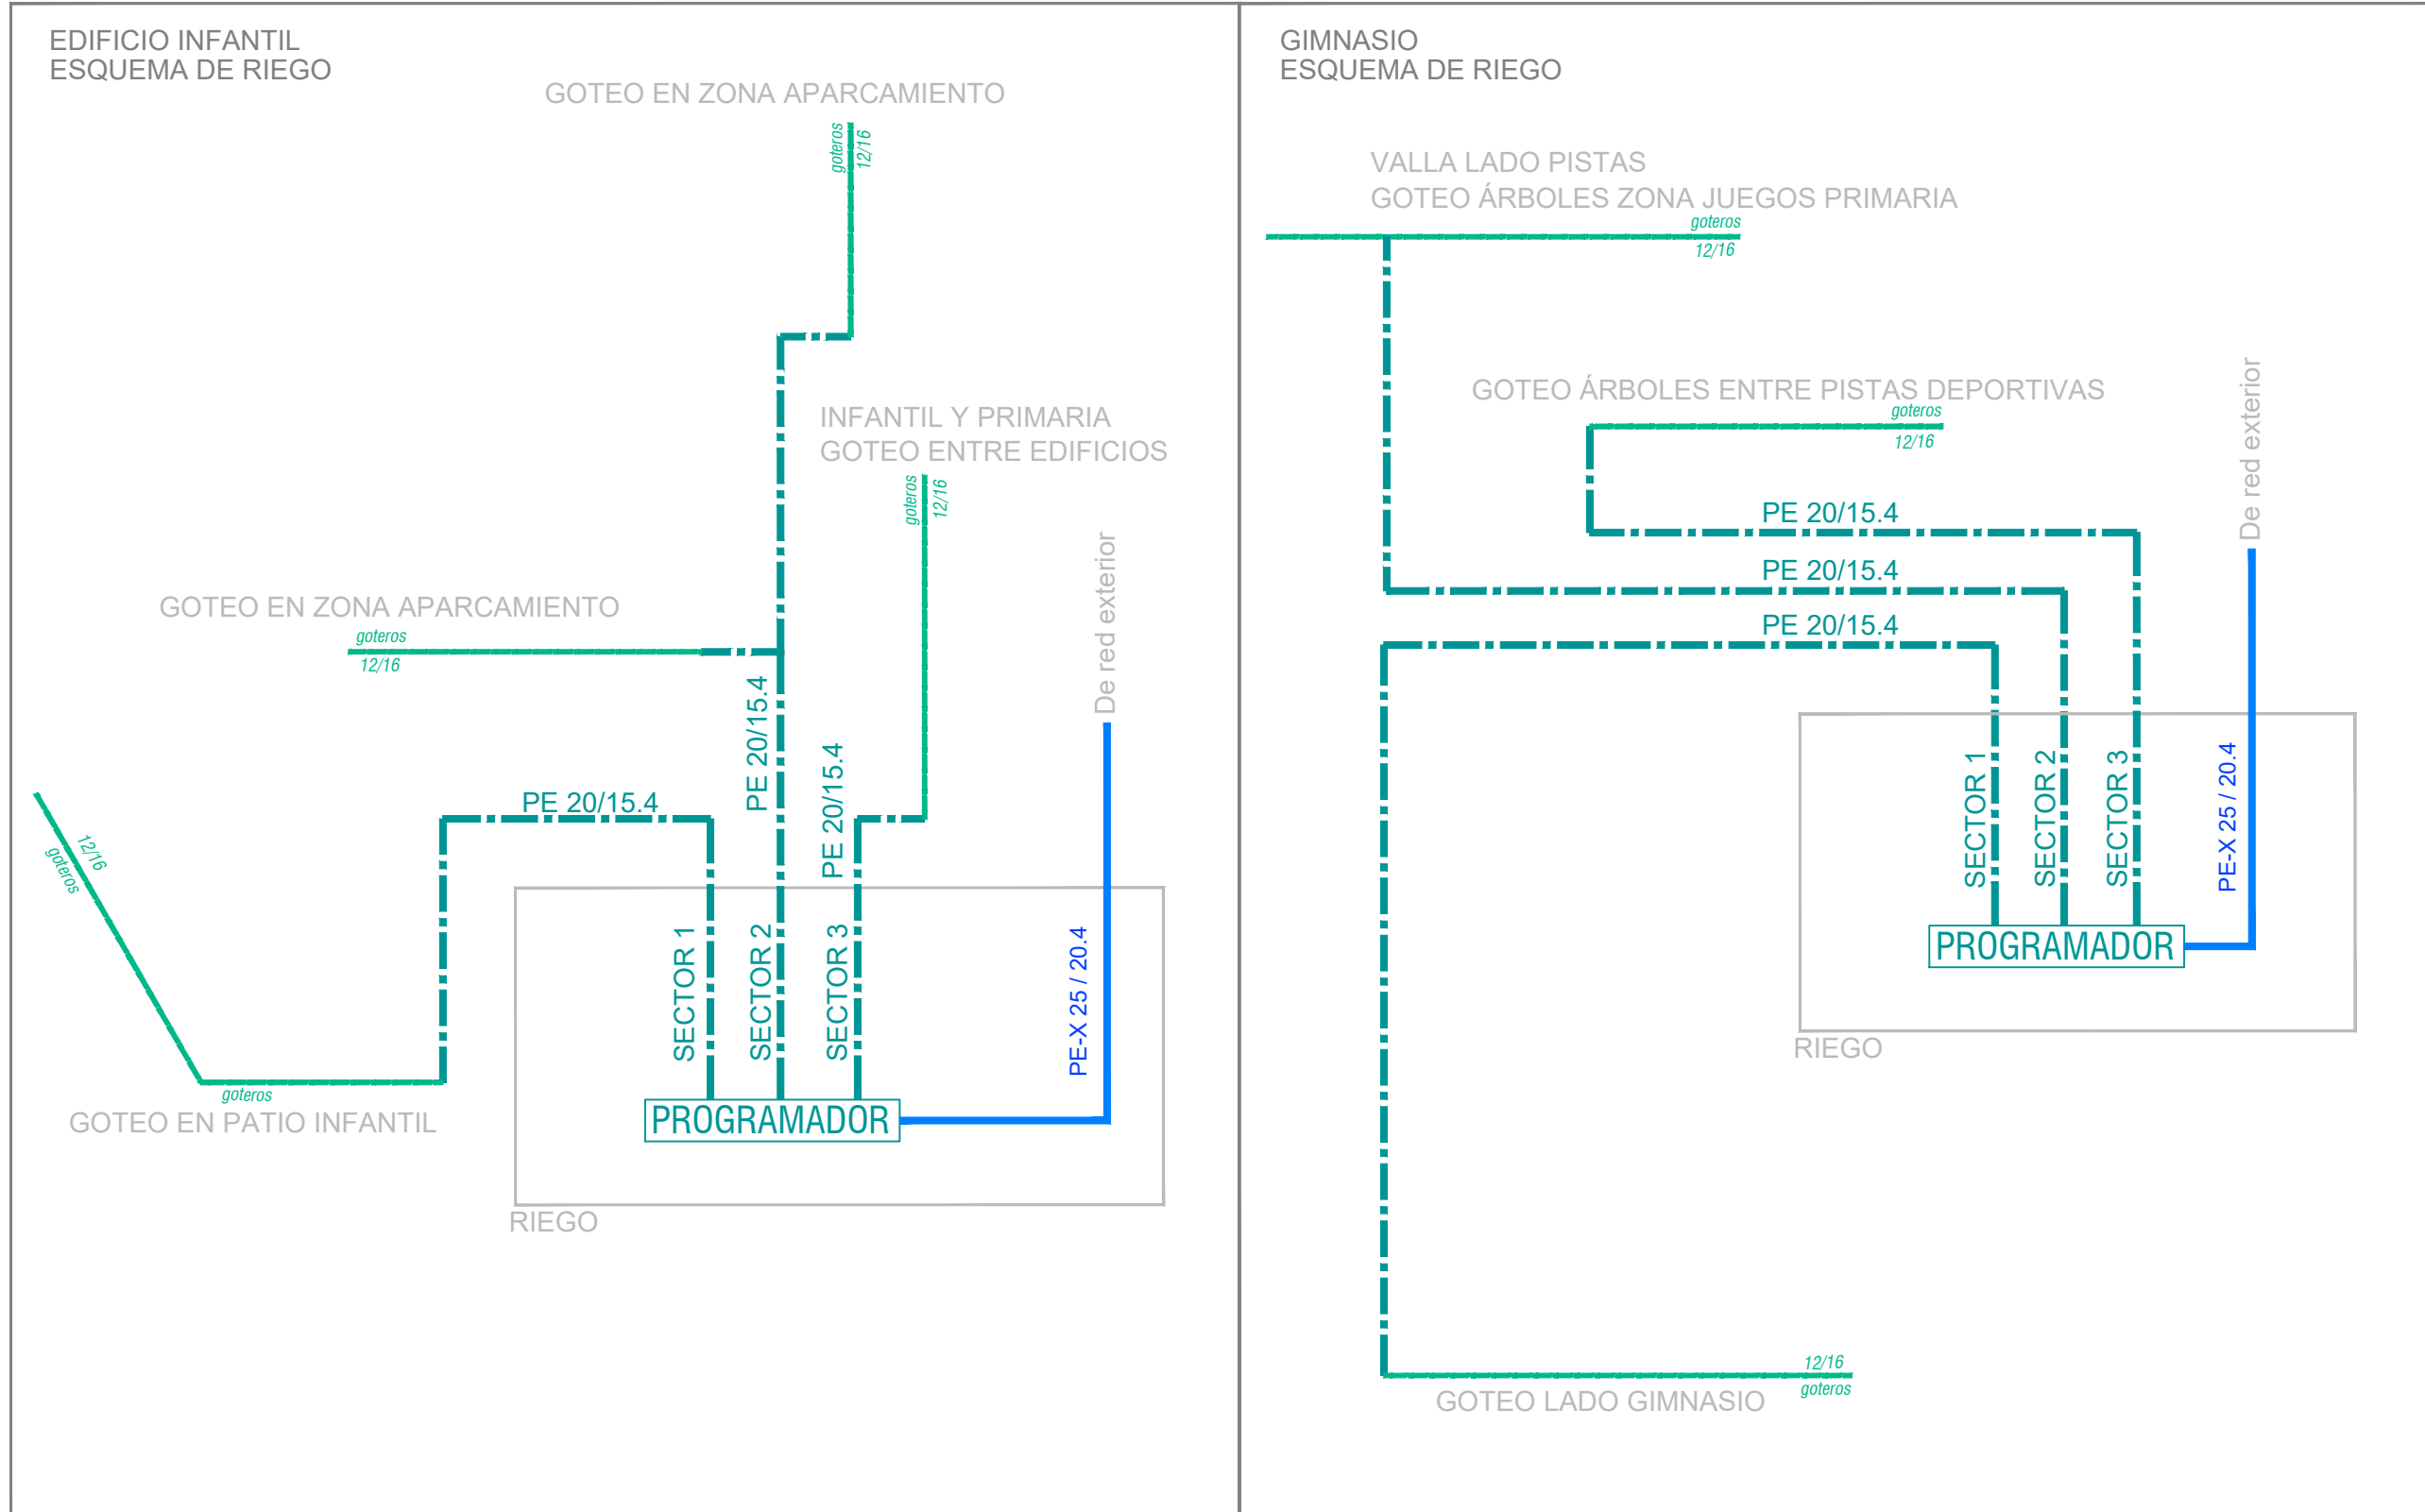 EDIFICIO INFANTIL
ESQUEMA DE RIEGO
GOTEO EN ZONA APARCAMIENTO
goteros
12/16
INFANTIL Y PRIMARIA
GOTEO ENTRE EDIFICIOS
goteros
12/16
De red exterior
GOTEO EN ZONA APARCAMIENTO
goteros
12/16
PE 20/15.4
PE 20/15.4
PE 20/15.4
12/16
goteros
goteros
GOTEO EN PATIO INFANTIL
SECTOR 1
SECTOR 2
SECTOR 3
PE-X 25 / 20.4
PROGRAMADOR
RIEGO
GIMNASIO
ESQUEMA DE RIEGO
VALLA LADO PISTAS
GOTEO ÁRBOLES ZONA JUEGOS PRIMARIA
goteros
12/16
GOTEO ÁRBOLES ENTRE PISTAS DEPORTIVAS
goteros
12/16
De red exterior
PE 20/15.4
PE 20/15.4
PE 20/15.4
SECTOR 1
SECTOR 2
SECTOR 3
PE-X 25 / 20.4
PROGRAMADOR
RIEGO
12/16
goteros
GOTEO LADO GIMNASIO